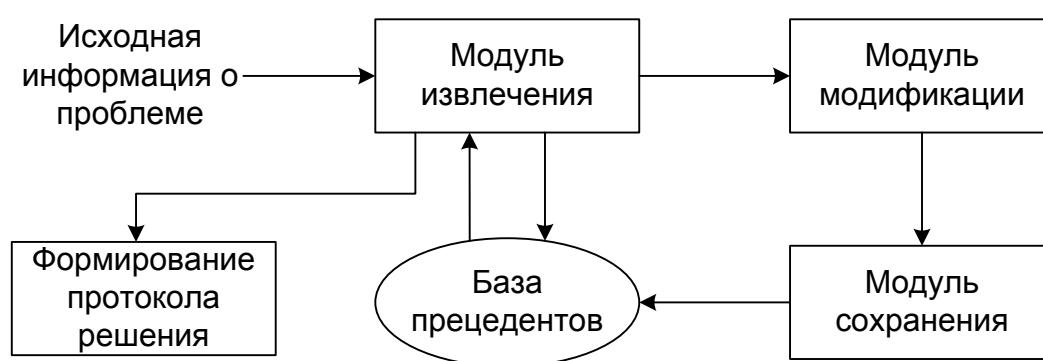 Исходная
информация о
проблеме
Модуль
извлечения
Модуль
модификации
Формирование
протокола
решения
База
прецедентов
Модуль
сохранения